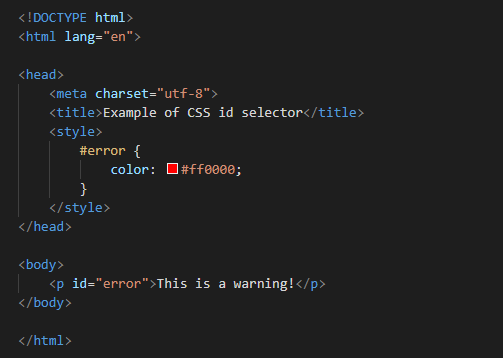 <!DOCTYPE html>
<html lang="en">
<head>
<meta charset="utf-8">
<title>Example of CSS id selector</title>
<style>
#error {
color: #ff0000;
}
</style>
</head>
<body>
<p id="error">This is a warning!</p>
</body>
</html>